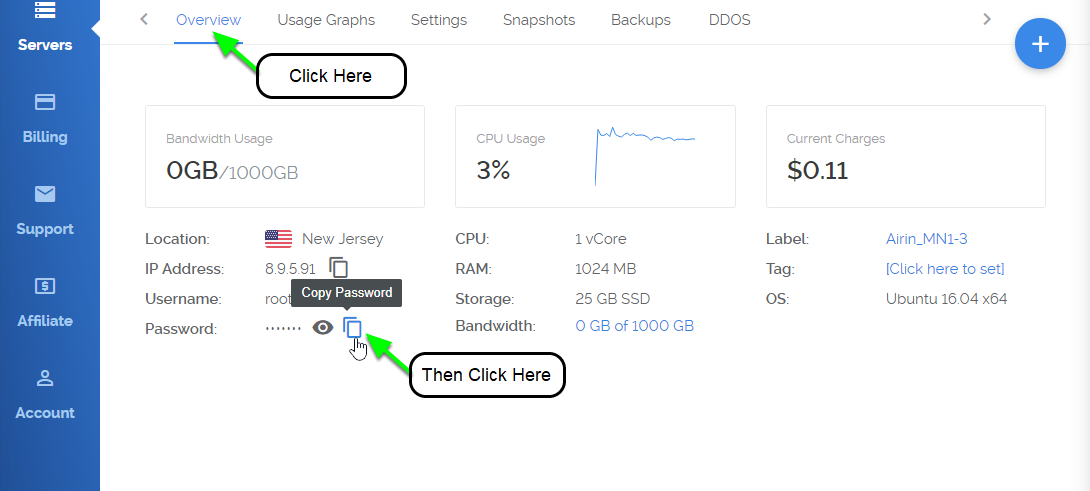 Servers
Billing
Support
Affiliate
Account
Overview Usage Graphs Settings Snapshots Backups DDOS
Click Here
Bandwidth Usage
0GB/1000GB
CPU Usage
3%
Current Charges
$0.11
Location: New Jersey
IP Address: 8.9.5.91
Username: root
Copy Password
Password: ·······
Then Click Here
CPU: 1 vCore
RAM: 1024 MB
Storage: 25 GB SSD
Bandwidth: 0 GB of 1000 GB
Label: Airin_MN1-3
Tag: [Click here to set]
OS: Ubuntu 16.04 x64